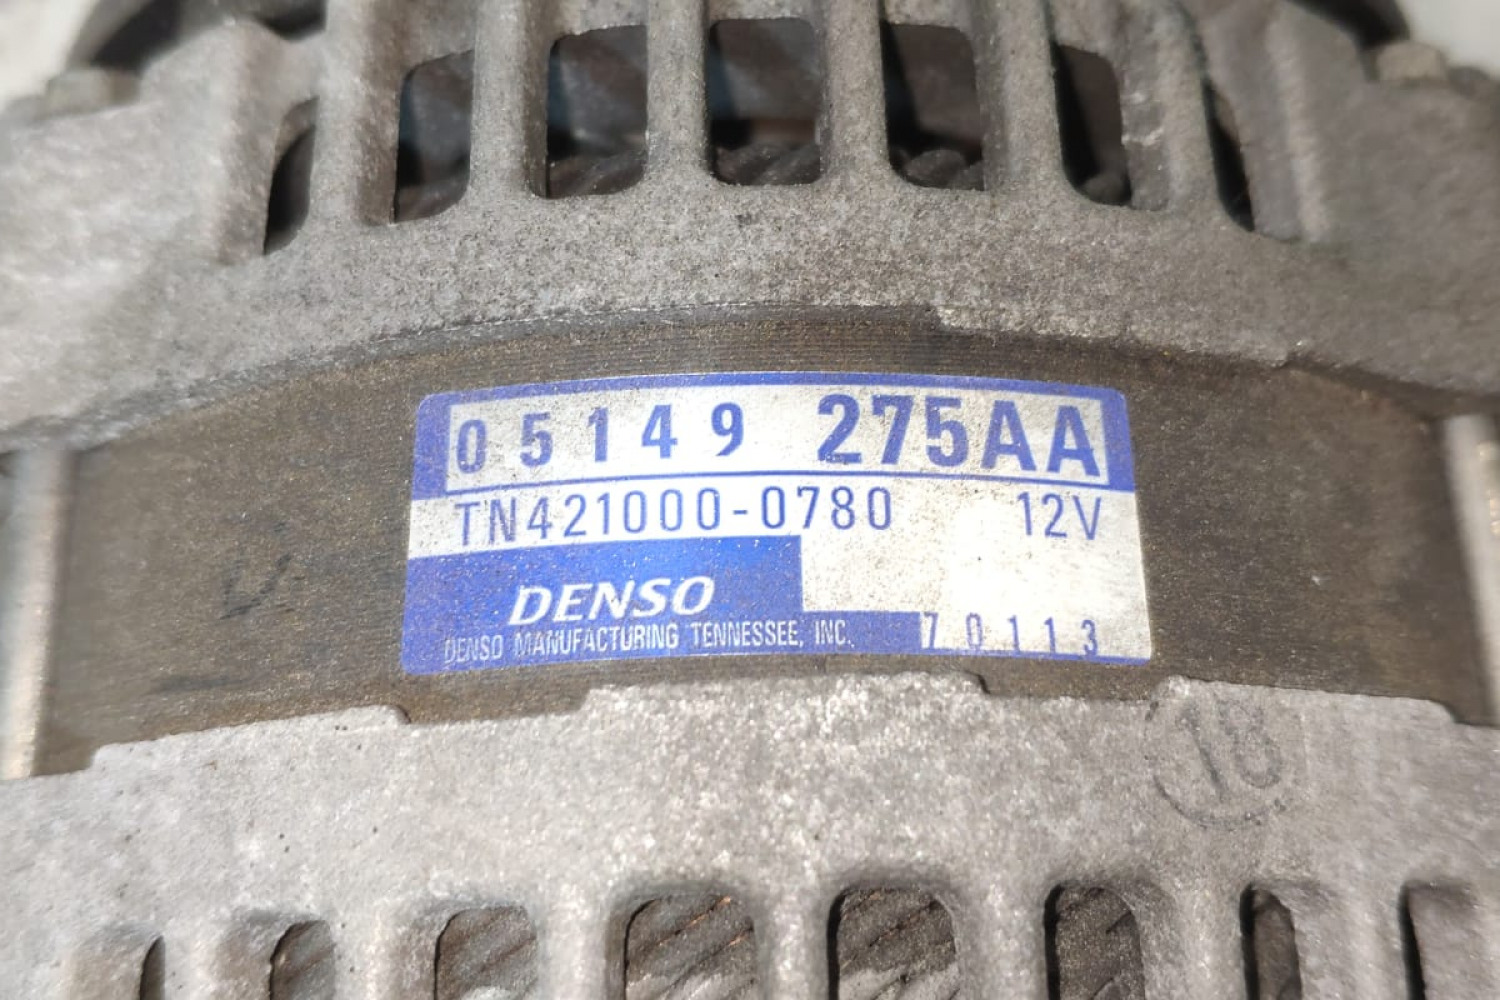 05149 275AA
TN421000-0780 12V
DENSO
DENSO MANUFACTURING TENNESSEE, INC. 70113
18